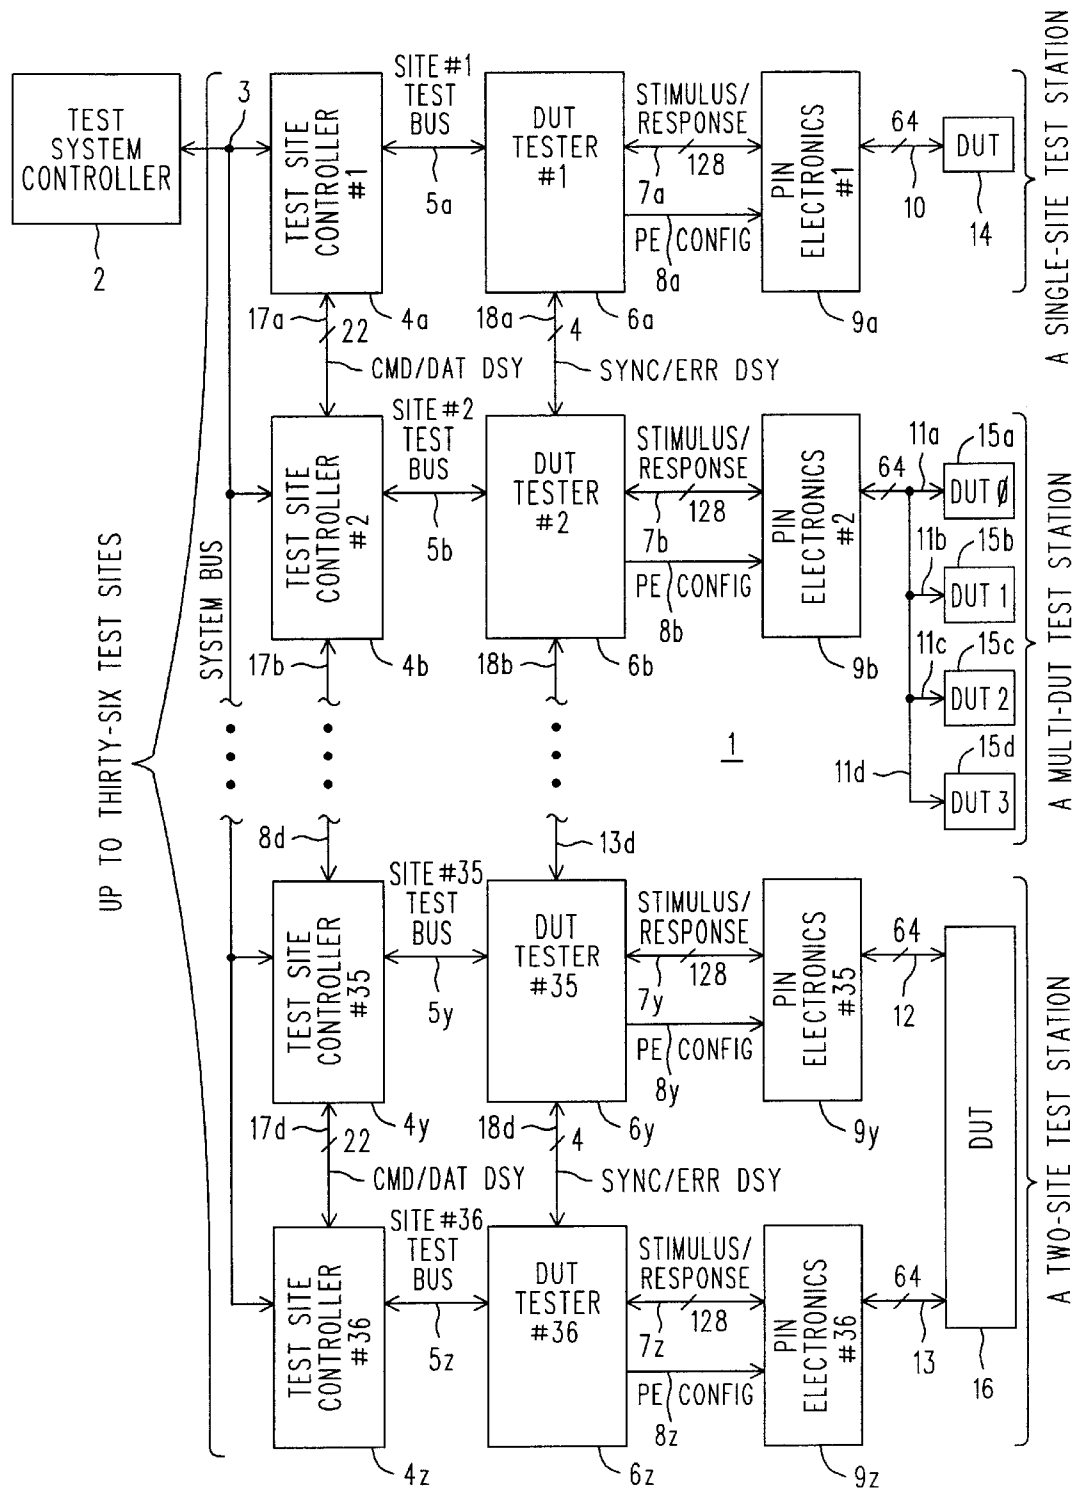 TEST
SYSTEM
CONTROLLER
2
3
TEST SITE
CONTROLLER
#1
SITE #1
TEST
BUS
5a
DUT
TESTER
#1
STIMULUS/
RESPONSE
7a
128
PE CONFIG
8a
PIN
ELECTRONICS
#1
64
10
DUT
14
A SINGLE-SITE TEST STATION
17a
22
4a
18a
4
6a
9a
CMD/DAT DSY
SYNC/ERR DSY
UP TO THIRTY-SIX TEST SITES
SYSTEM BUS
TEST SITE
CONTROLLER
#2
SITE #2
TEST
BUS
5b
DUT
TESTER
#2
STIMULUS/
RESPONSE
7b
128
PE CONFIG
8b
PIN
ELECTRONICS
#2
64
11a
15a
DUT 0
11b
15b
DUT 1
11c
15c
DUT 2
11d
15d
DUT 3
A MULTI-DUT TEST STATION
17b
4b
18b
6b
9b
1
8d
13d
TEST SITE
CONTROLLER
#35
SITE #35
TEST
BUS
5y
DUT
TESTER
#35
STIMULUS/
RESPONSE
7y
128
PE CONFIG
8y
PIN
ELECTRONICS
#35
64
12
DUT
16
A TWO-SITE TEST STATION
17d
22
4y
18d
4
6y
9y
CMD/DAT DSY
SYNC/ERR DSY
TEST SITE
CONTROLLER
#36
SITE #36
TEST
BUS
5z
DUT
TESTER
#36
STIMULUS/
RESPONSE
7z
128
PE CONFIG
8z
PIN
ELECTRONICS
#36
64
13
4z
6z
9z